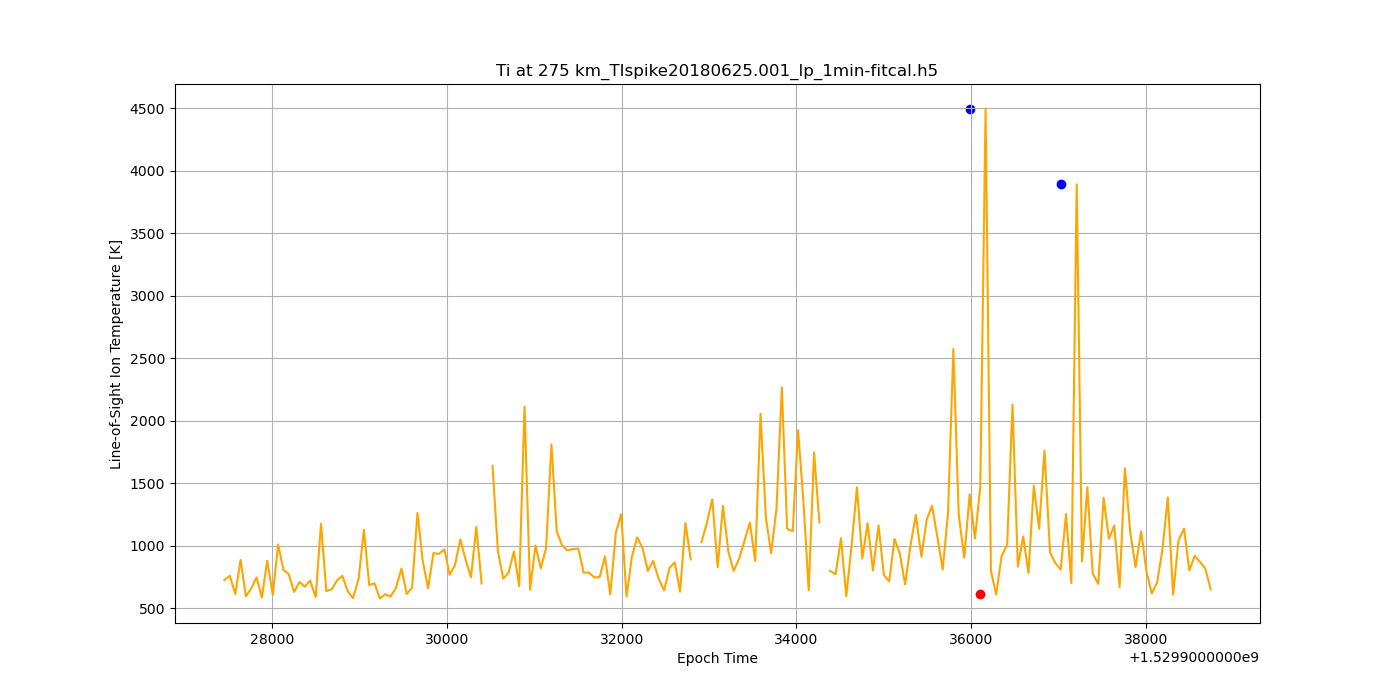 Ti at 275 km_TIspike20180625.001_lp_1min-fitcal.h5
Line-of-Sight Ion Temperature [K]
4500
4000
3500
3000
2500
2000
1500
1000
500
28000 30000 32000 34000 36000 38000
Epoch Time
+1.5299000000e9